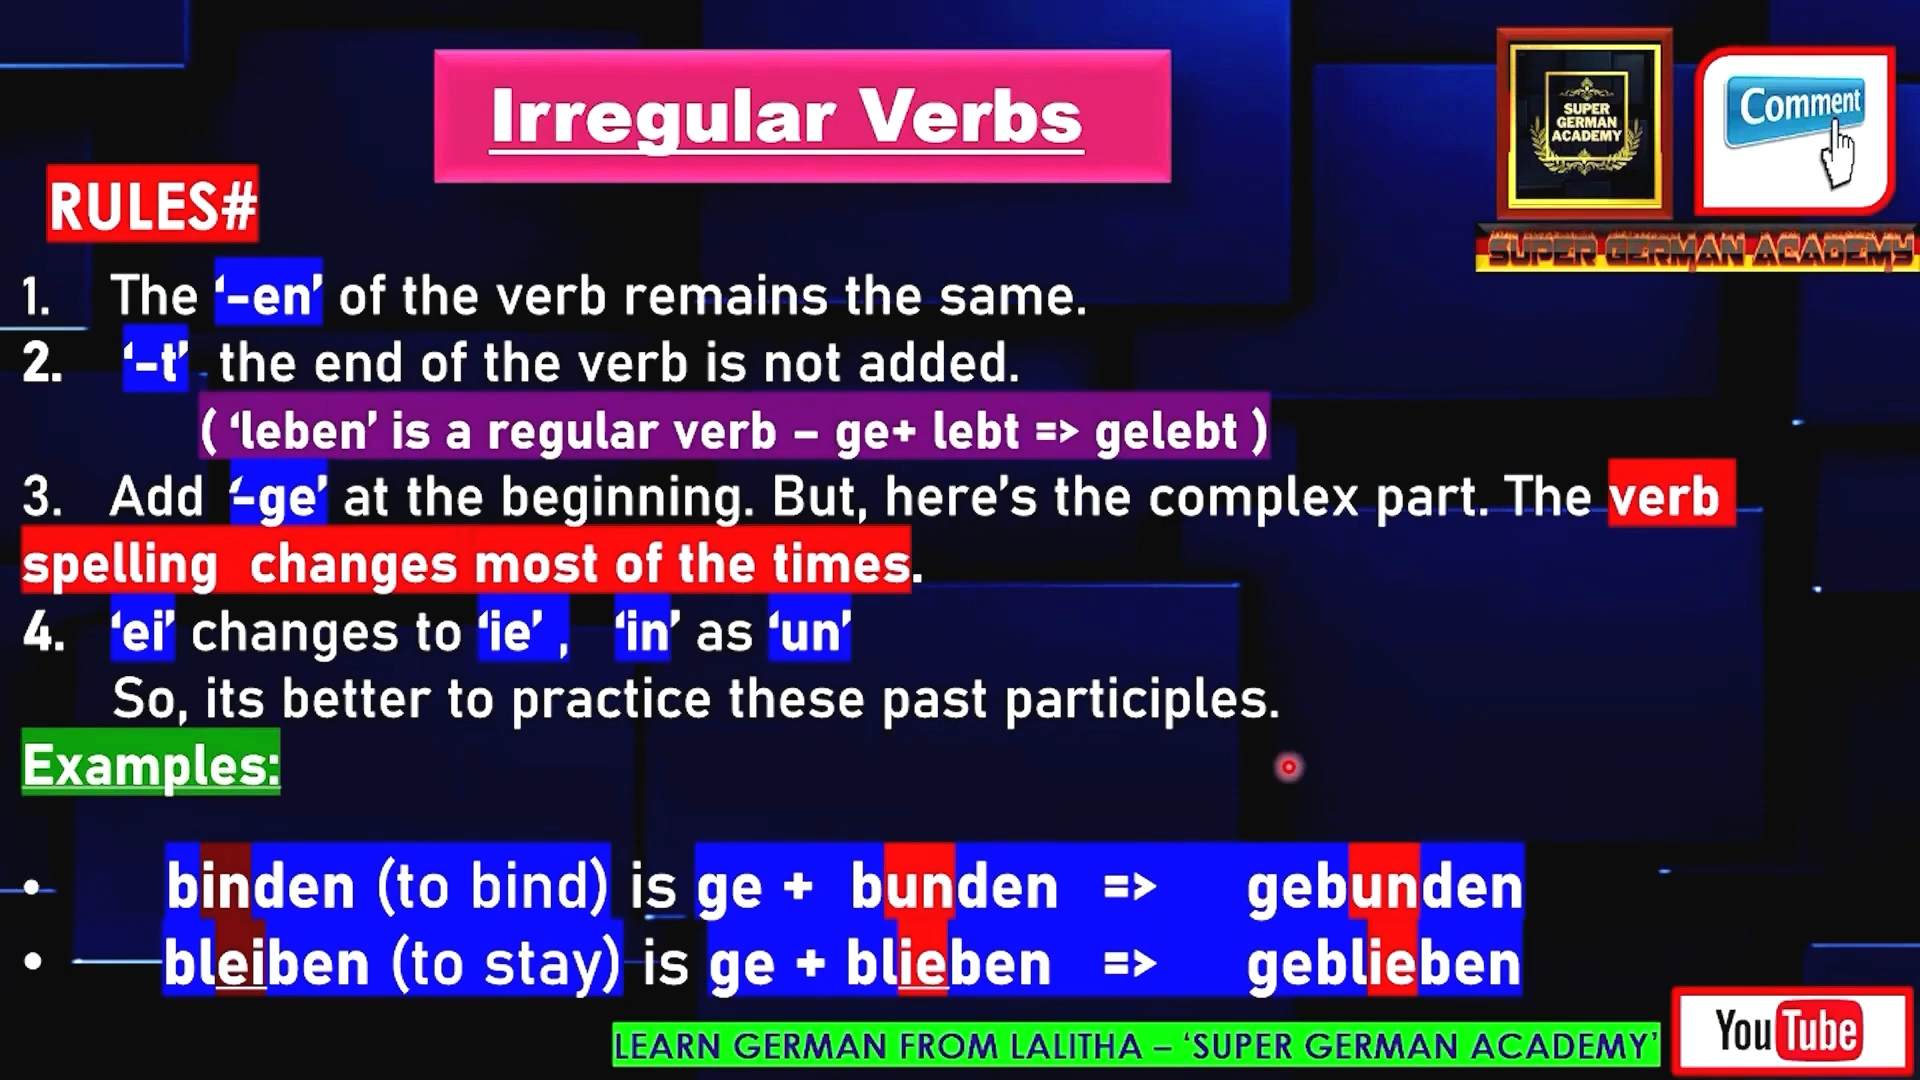 Irregular Verbs
SUPER
GERMAN
ACADEMY
Comment
SUPER GERMAN ACADEMY
RULES#
1. The ‘-en’ of the verb remains the same.
2. ‘-t’ the end of the verb is not added.
( ‘leben’ is a regular verb – ge+ lebt => gelebt )
3. Add ‘-ge’ at the beginning. But, here’s the complex part. The verb
spelling changes most of the times.
4. ‘ei’ changes to ‘ie’ , ‘in’ as ‘un’
So, its better to practice these past participles.
Examples:
• binden (to bind) is ge + bunden => gebunden
• bleiben (to stay) is ge + blieben => geblieben
LEARN GERMAN FROM LALITHA – ‘SUPER GERMAN ACADEMY’
YouTube